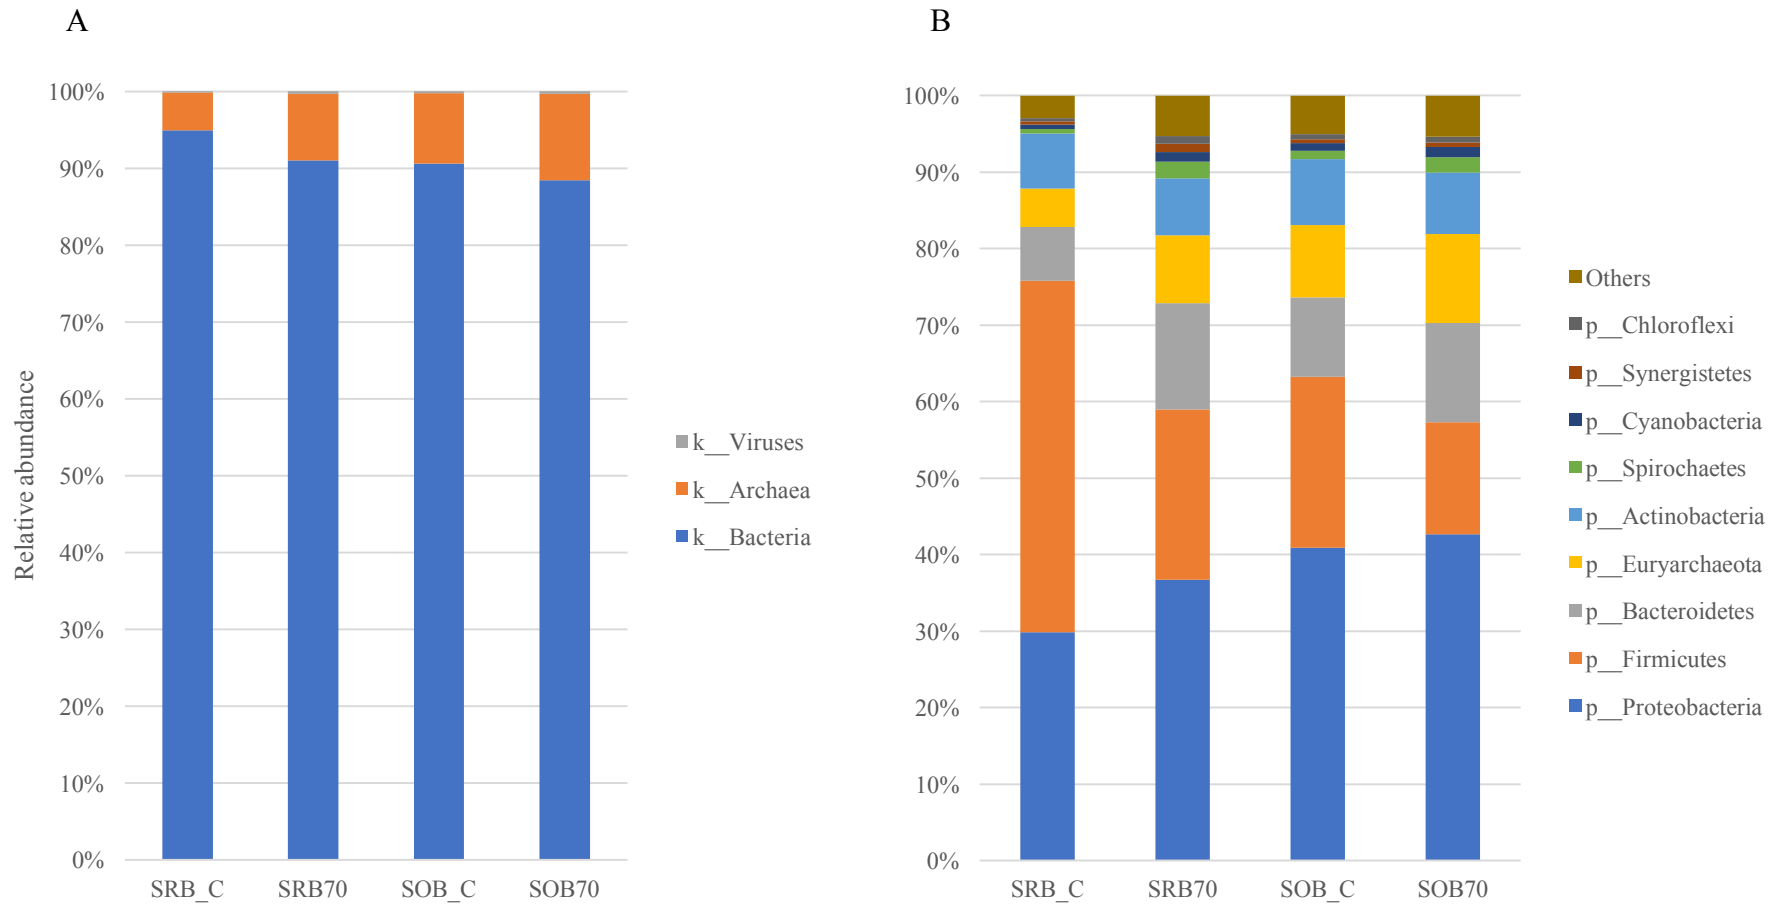 A
100%
90%
80%
70%
60%
50%
40%
30%
20%
10%
0%
Relative abundance
SRB_C SRB70 SOB_C SOB70
k__Viruses
k__Archaea
k__Bacteria
B
100%
90%
80%
70%
60%
50%
40%
30%
20%
10%
0%
SRB_C SRB70 SOB_C SOB70
Others
p__Chloroflexi
p__Synergistetes
p__Cyanobacteria
p__Spirochaetes
p__Actinobacteria
p__Euryarchaeota
p__Bacteroidetes
p__Firmicutes
p__Proteobacteria